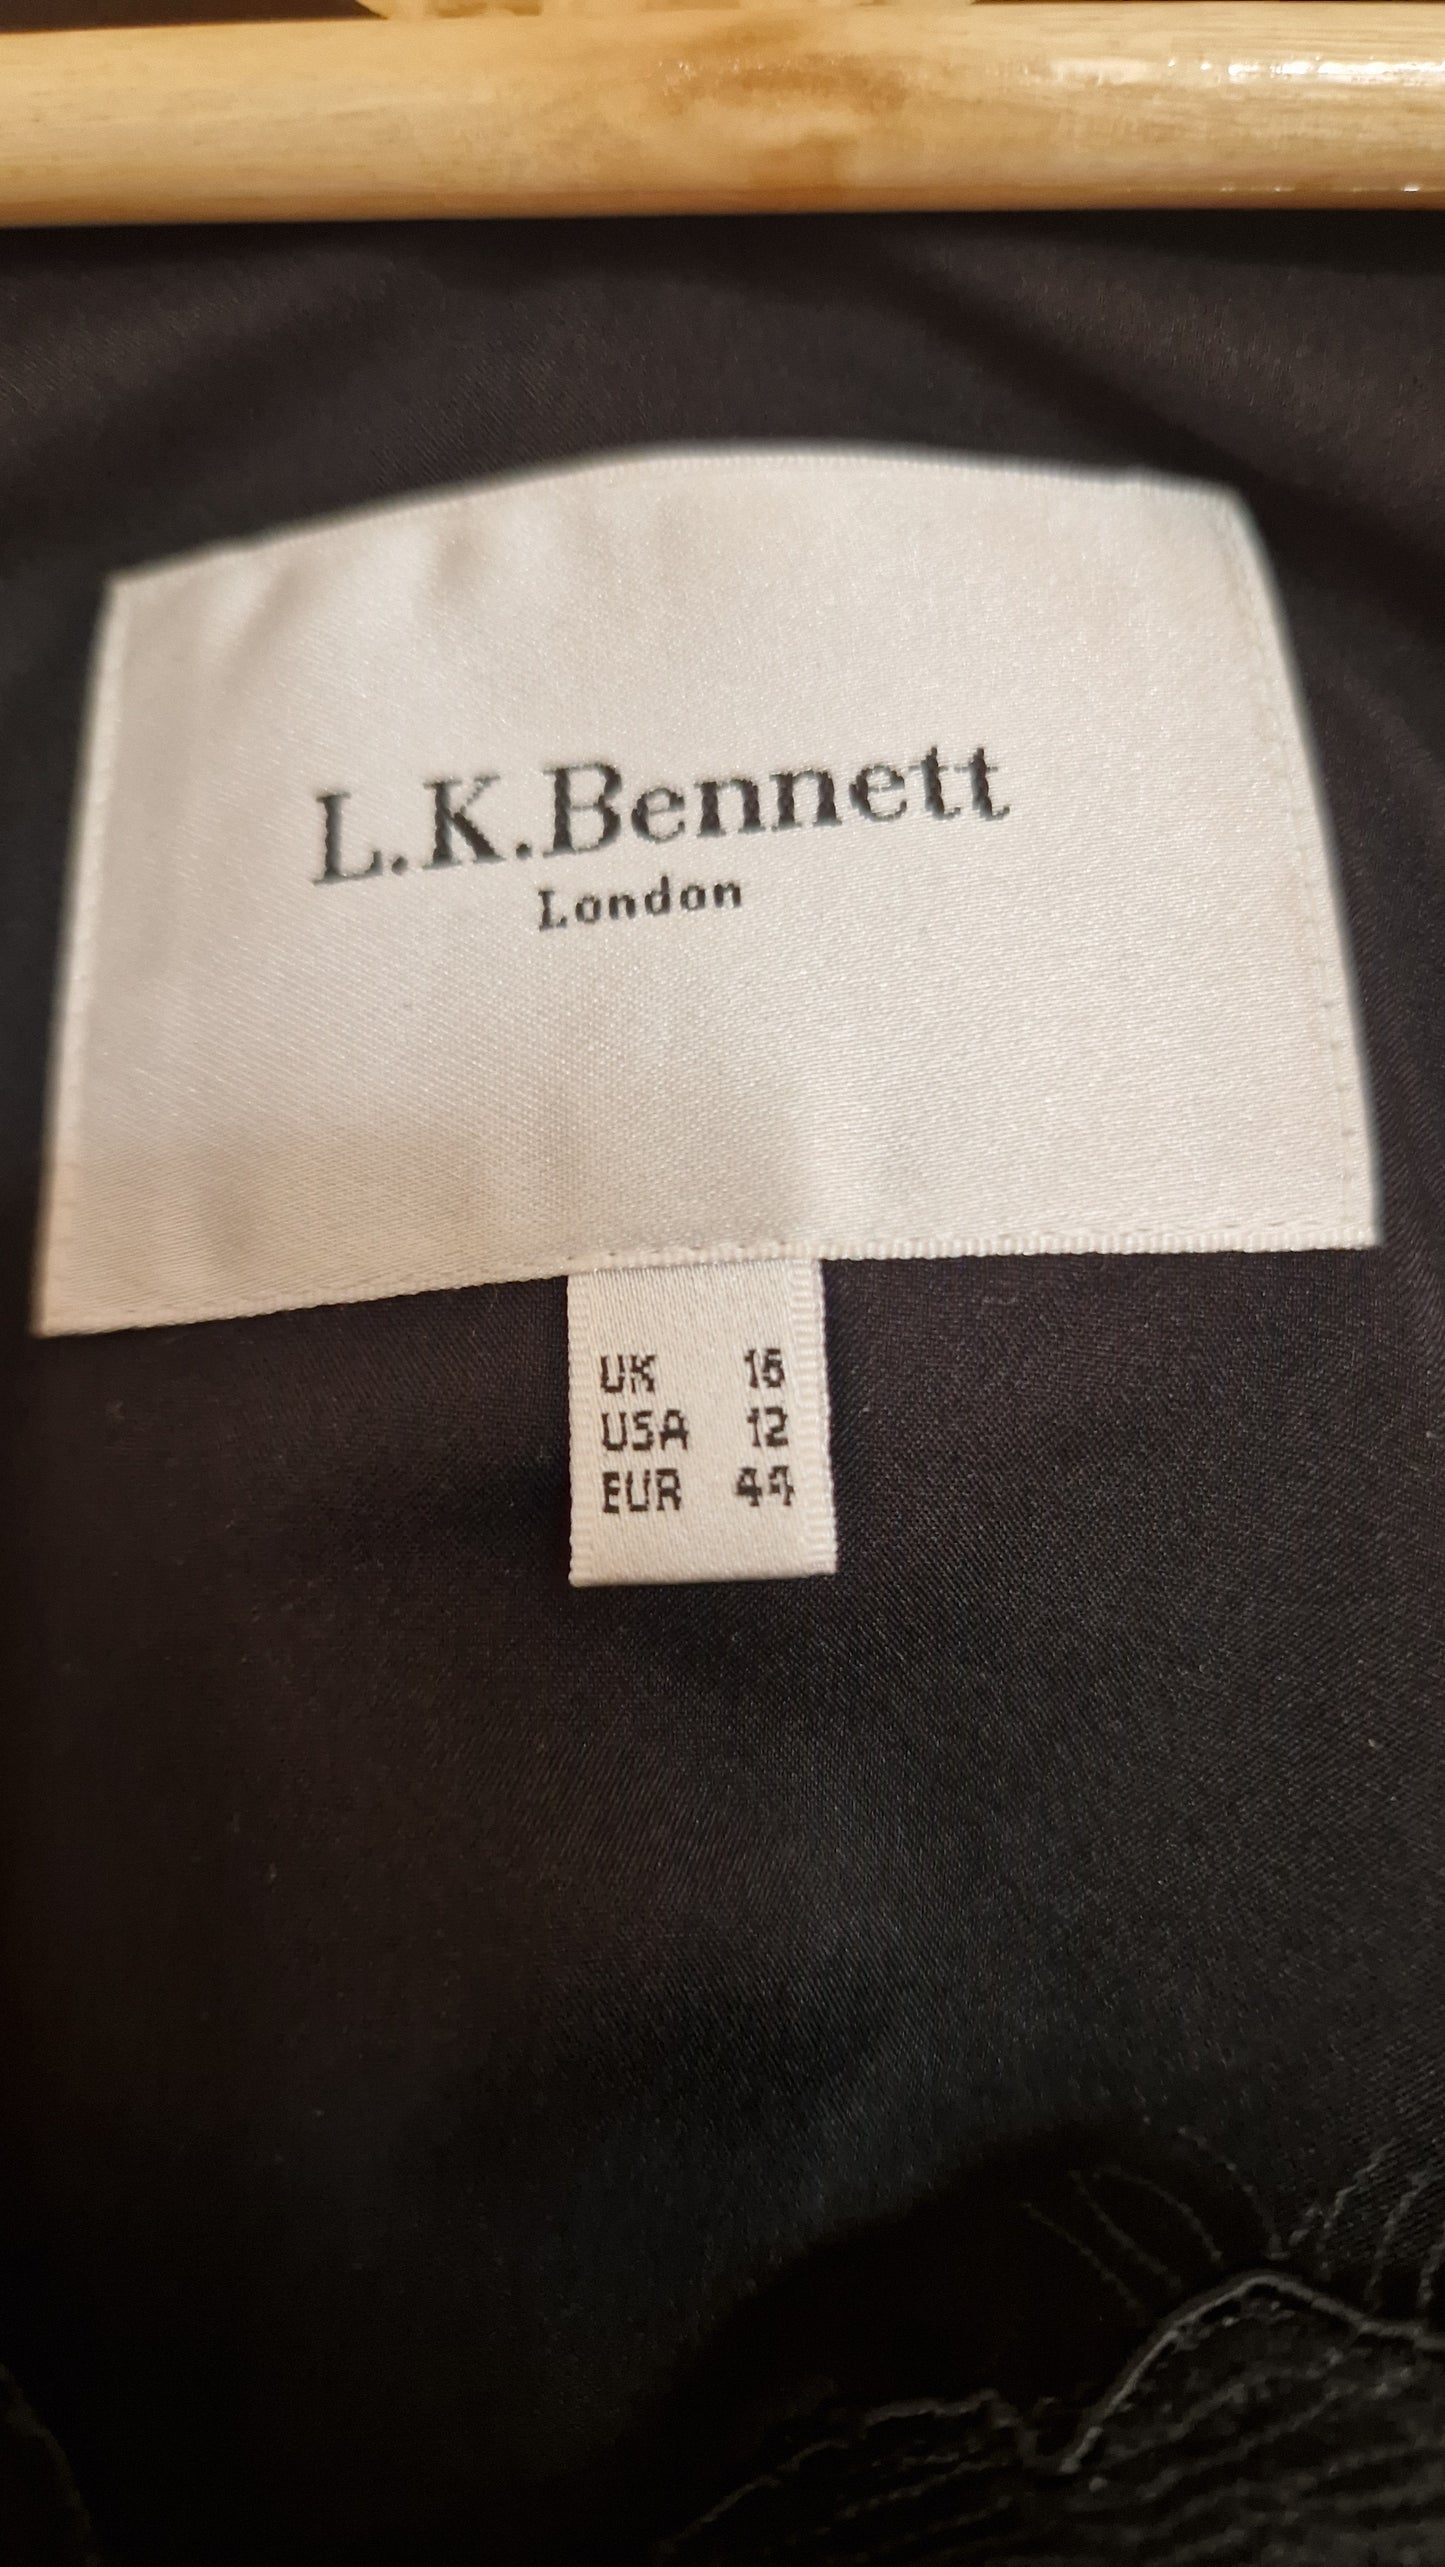 L.K.Bennett
London
UK 16
USA 12
EUR 44